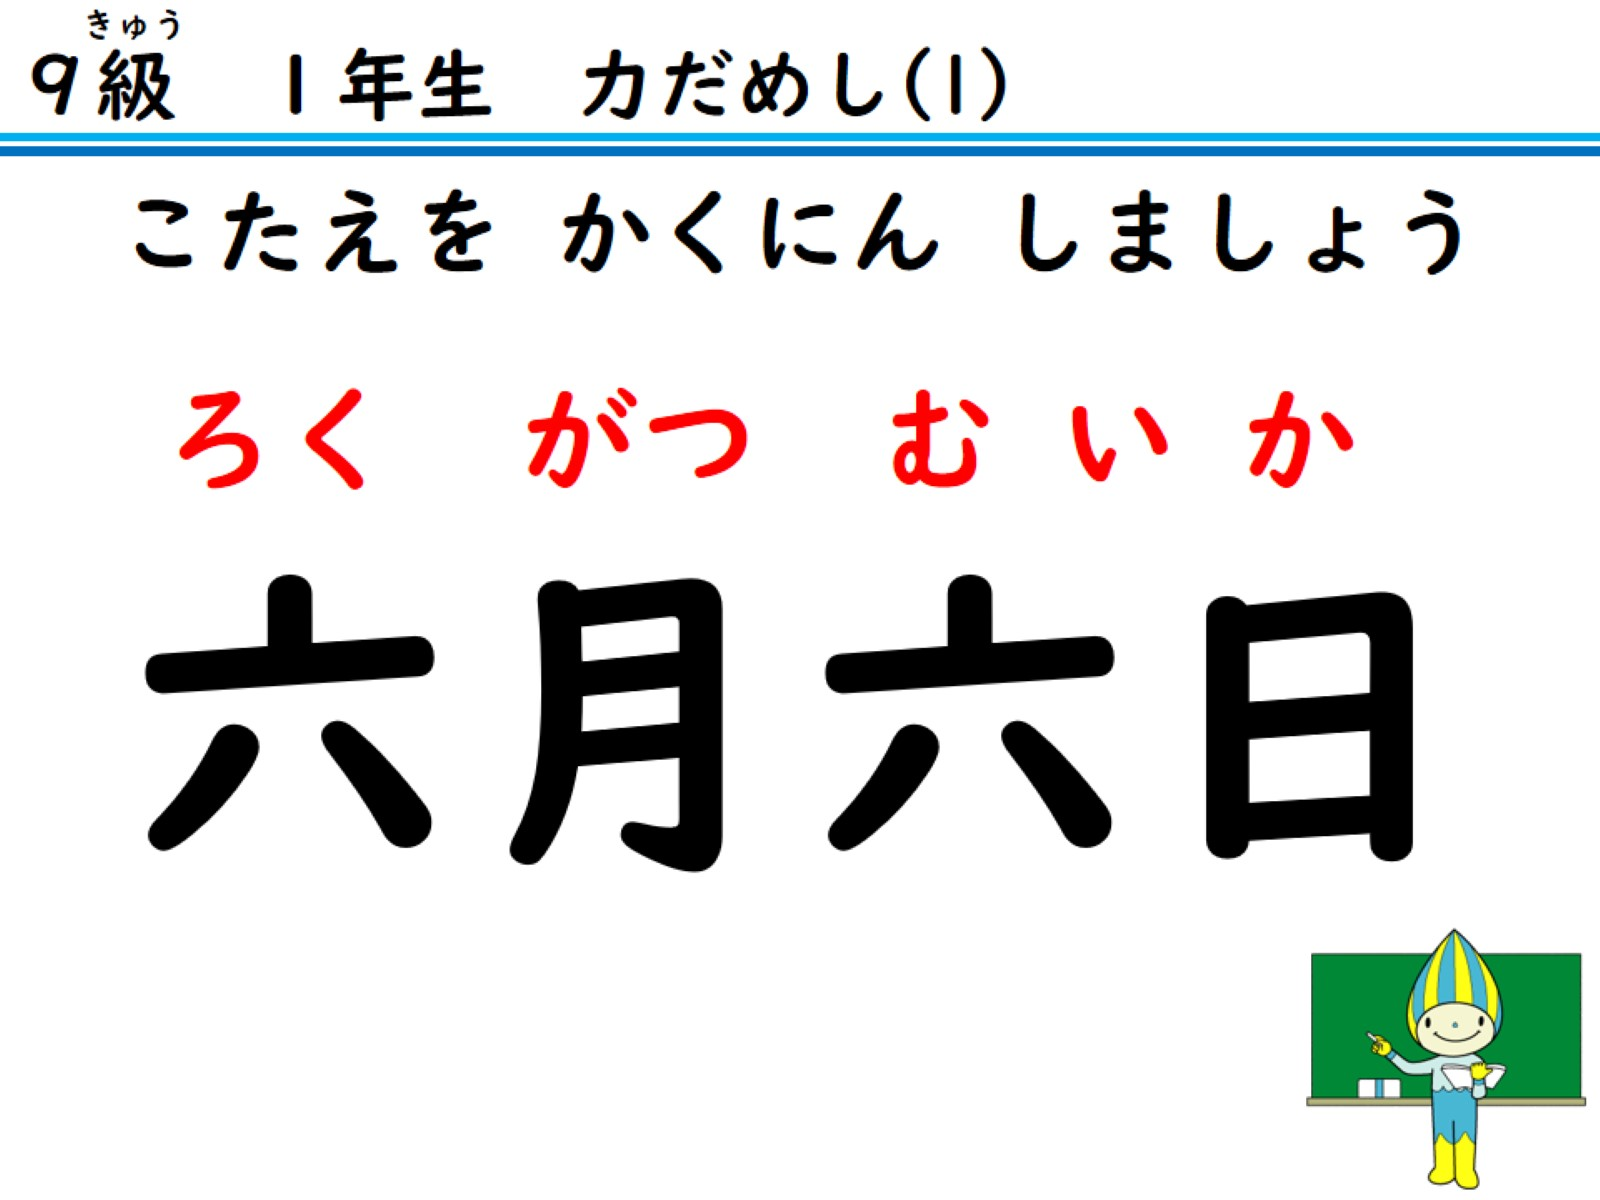 きゅう
9級 1年生 力だめし(1)
こたえを かくにん しましょう
ろく がつ む い か
六月六日